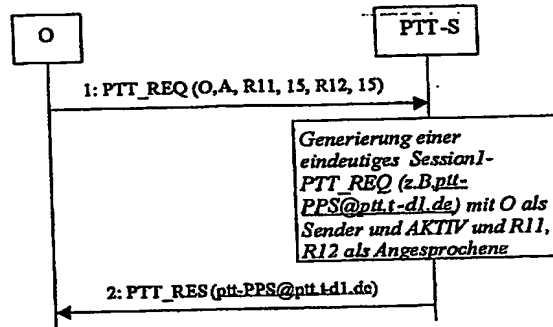 O
PTT-S
1: PTT_REQ (O,A, R11, 15, R12, 15)
Generierung einer
eindeutiges Session1-
PTT_REQ (z.B.ptt-
PPS@ptt.t-d1.de) mit O als
Sender und AKTIV und R11,
R12 als Angesprochene
2: PTT_RES (ptt-PPS@ptt.t-d1.de)